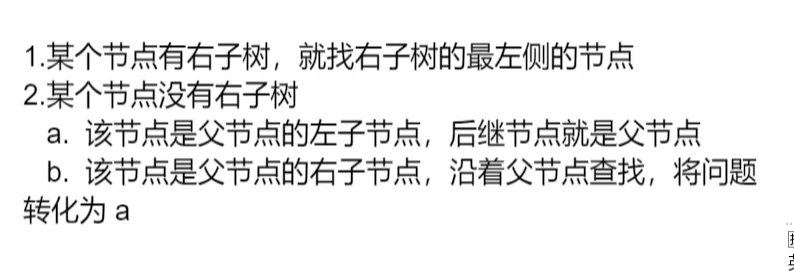 1.某个节点有右子树，就找右子树的最左侧的节点
2.某个节点没有右子树
a. 该节点是父节点的左子节点，后继节点就是父节点
b. 该节点是父节点的右子节点，沿着父节点查找，将问题
转化为 a